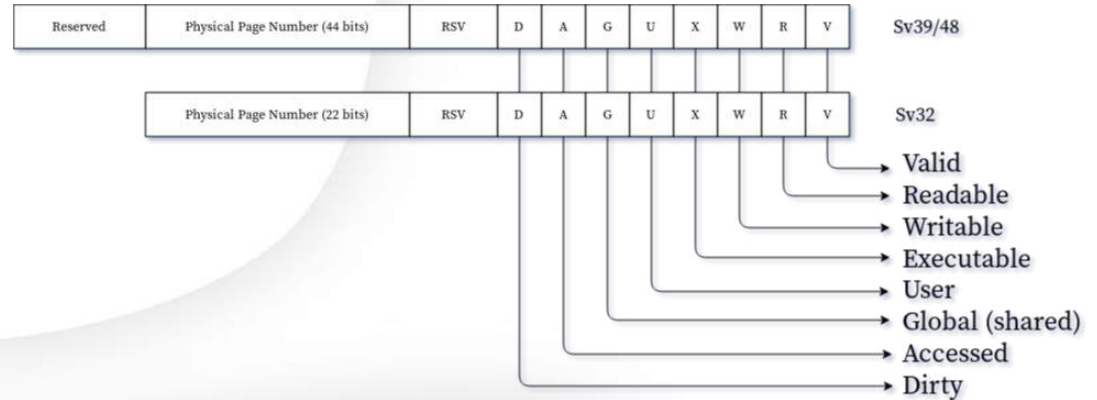 Reserved Physical Page Number (44 bits) RSV D A G U X W R V Sv39/48
Physical Page Number (22 bits) RSV D A G U X W R V Sv32
Valid
Readable
Writable
Executable
User
Global (shared)
Accessed
Dirty